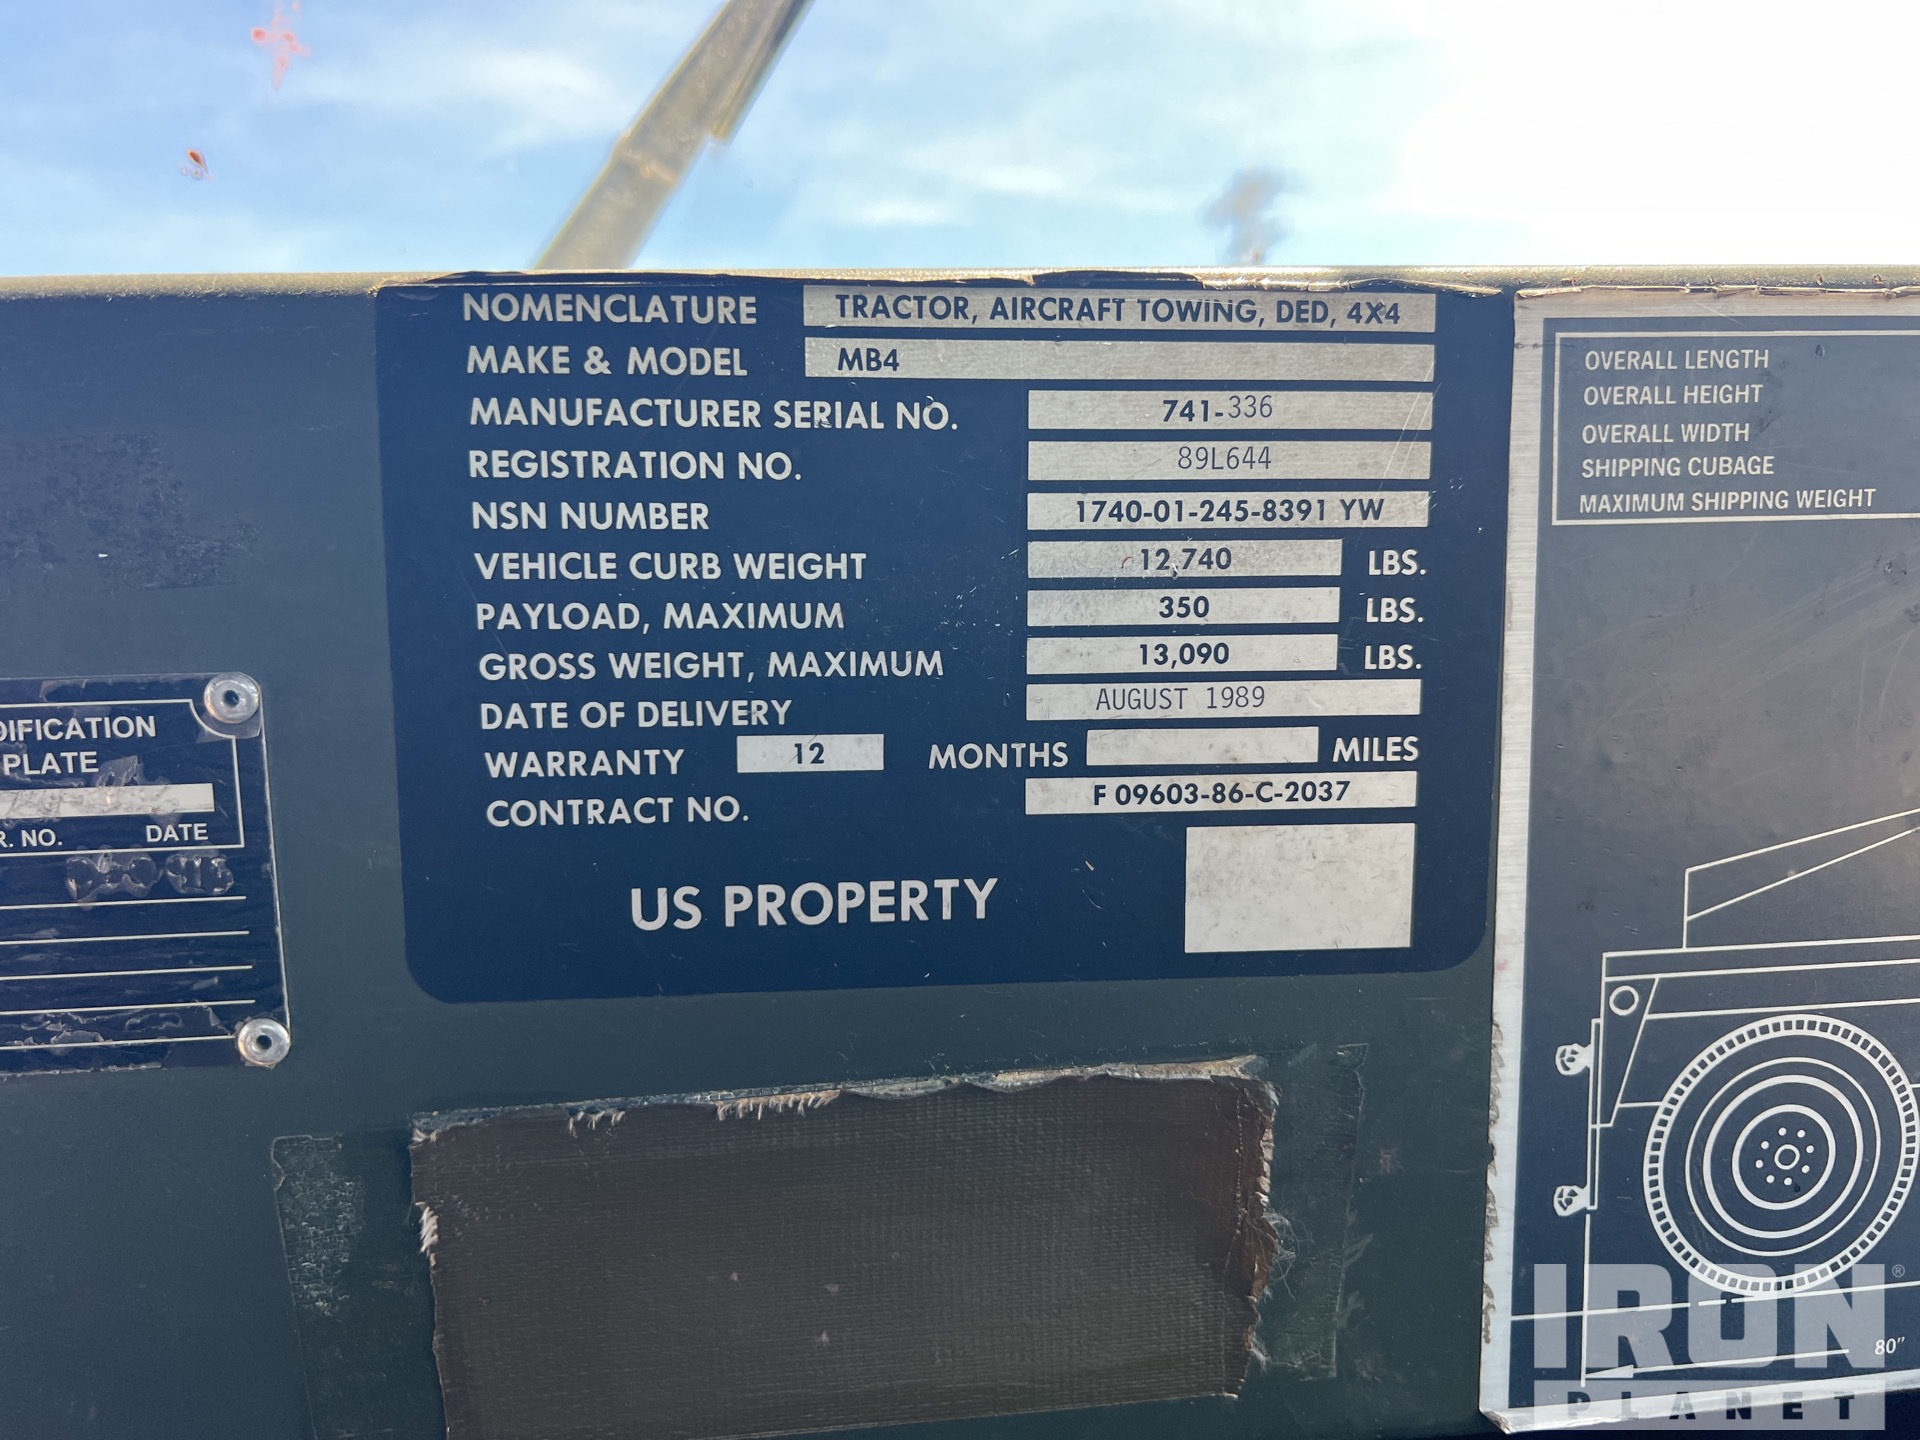 NOMENCLATURE TRACTOR, AIRCRAFT TOWING, DED, 4X4
MAKE & MODEL MB4
MANUFACTURER SERIAL NO. 741-336
REGISTRATION NO. 89L644
NSN NUMBER 1740-01-245-8391 YW
VEHICLE CURB WEIGHT 12,740 LBS.
PAYLOAD, MAXIMUM 350 LBS.
GROSS WEIGHT, MAXIMUM 13,090 LBS.
DATE OF DELIVERY AUGUST 1989
WARRANTY 12 MONTHS MILES
CONTRACT NO. F 09603-86-C-2037
US PROPERTY
DIFICATION
PLATE
R. NO. DATE
OVERALL LENGTH
OVERALL HEIGHT
OVERALL WIDTH
SHIPPING CUBAGE
MAXIMUM SHIPPING WEIGHT
80"
IRON ®
PLANET